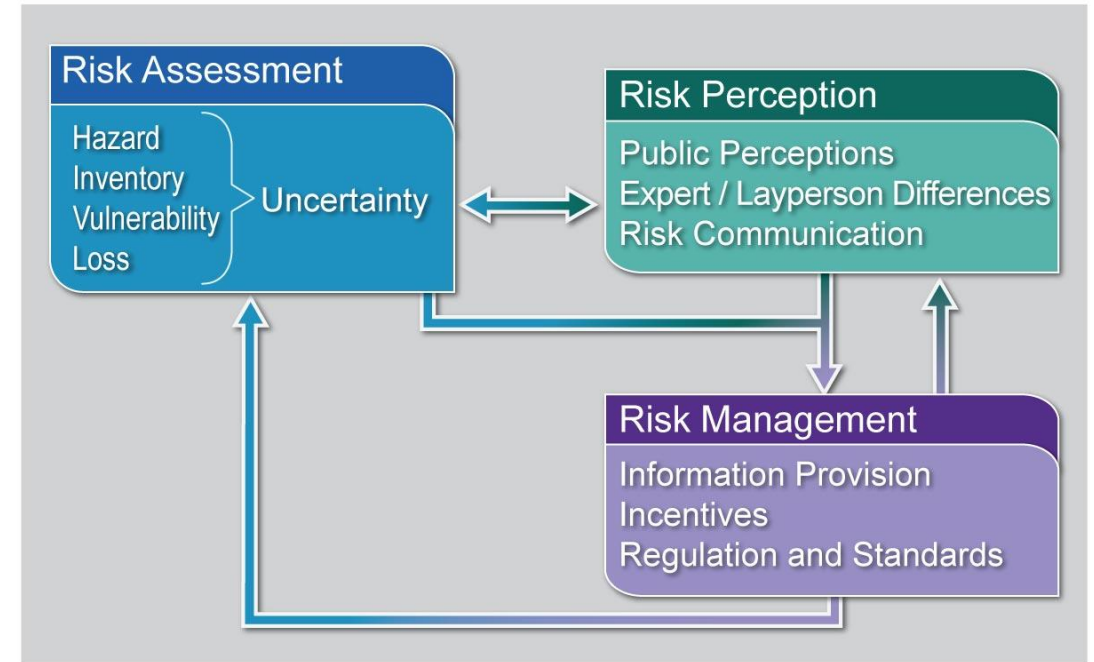 Risk Assessment
Hazard
Inventory
Vulnerability
Loss
Uncertainty
Risk Perception
Public Perceptions
Expert / Layperson Differences
Risk Communication
Risk Management
Information Provision
Incentives
Regulation and Standards